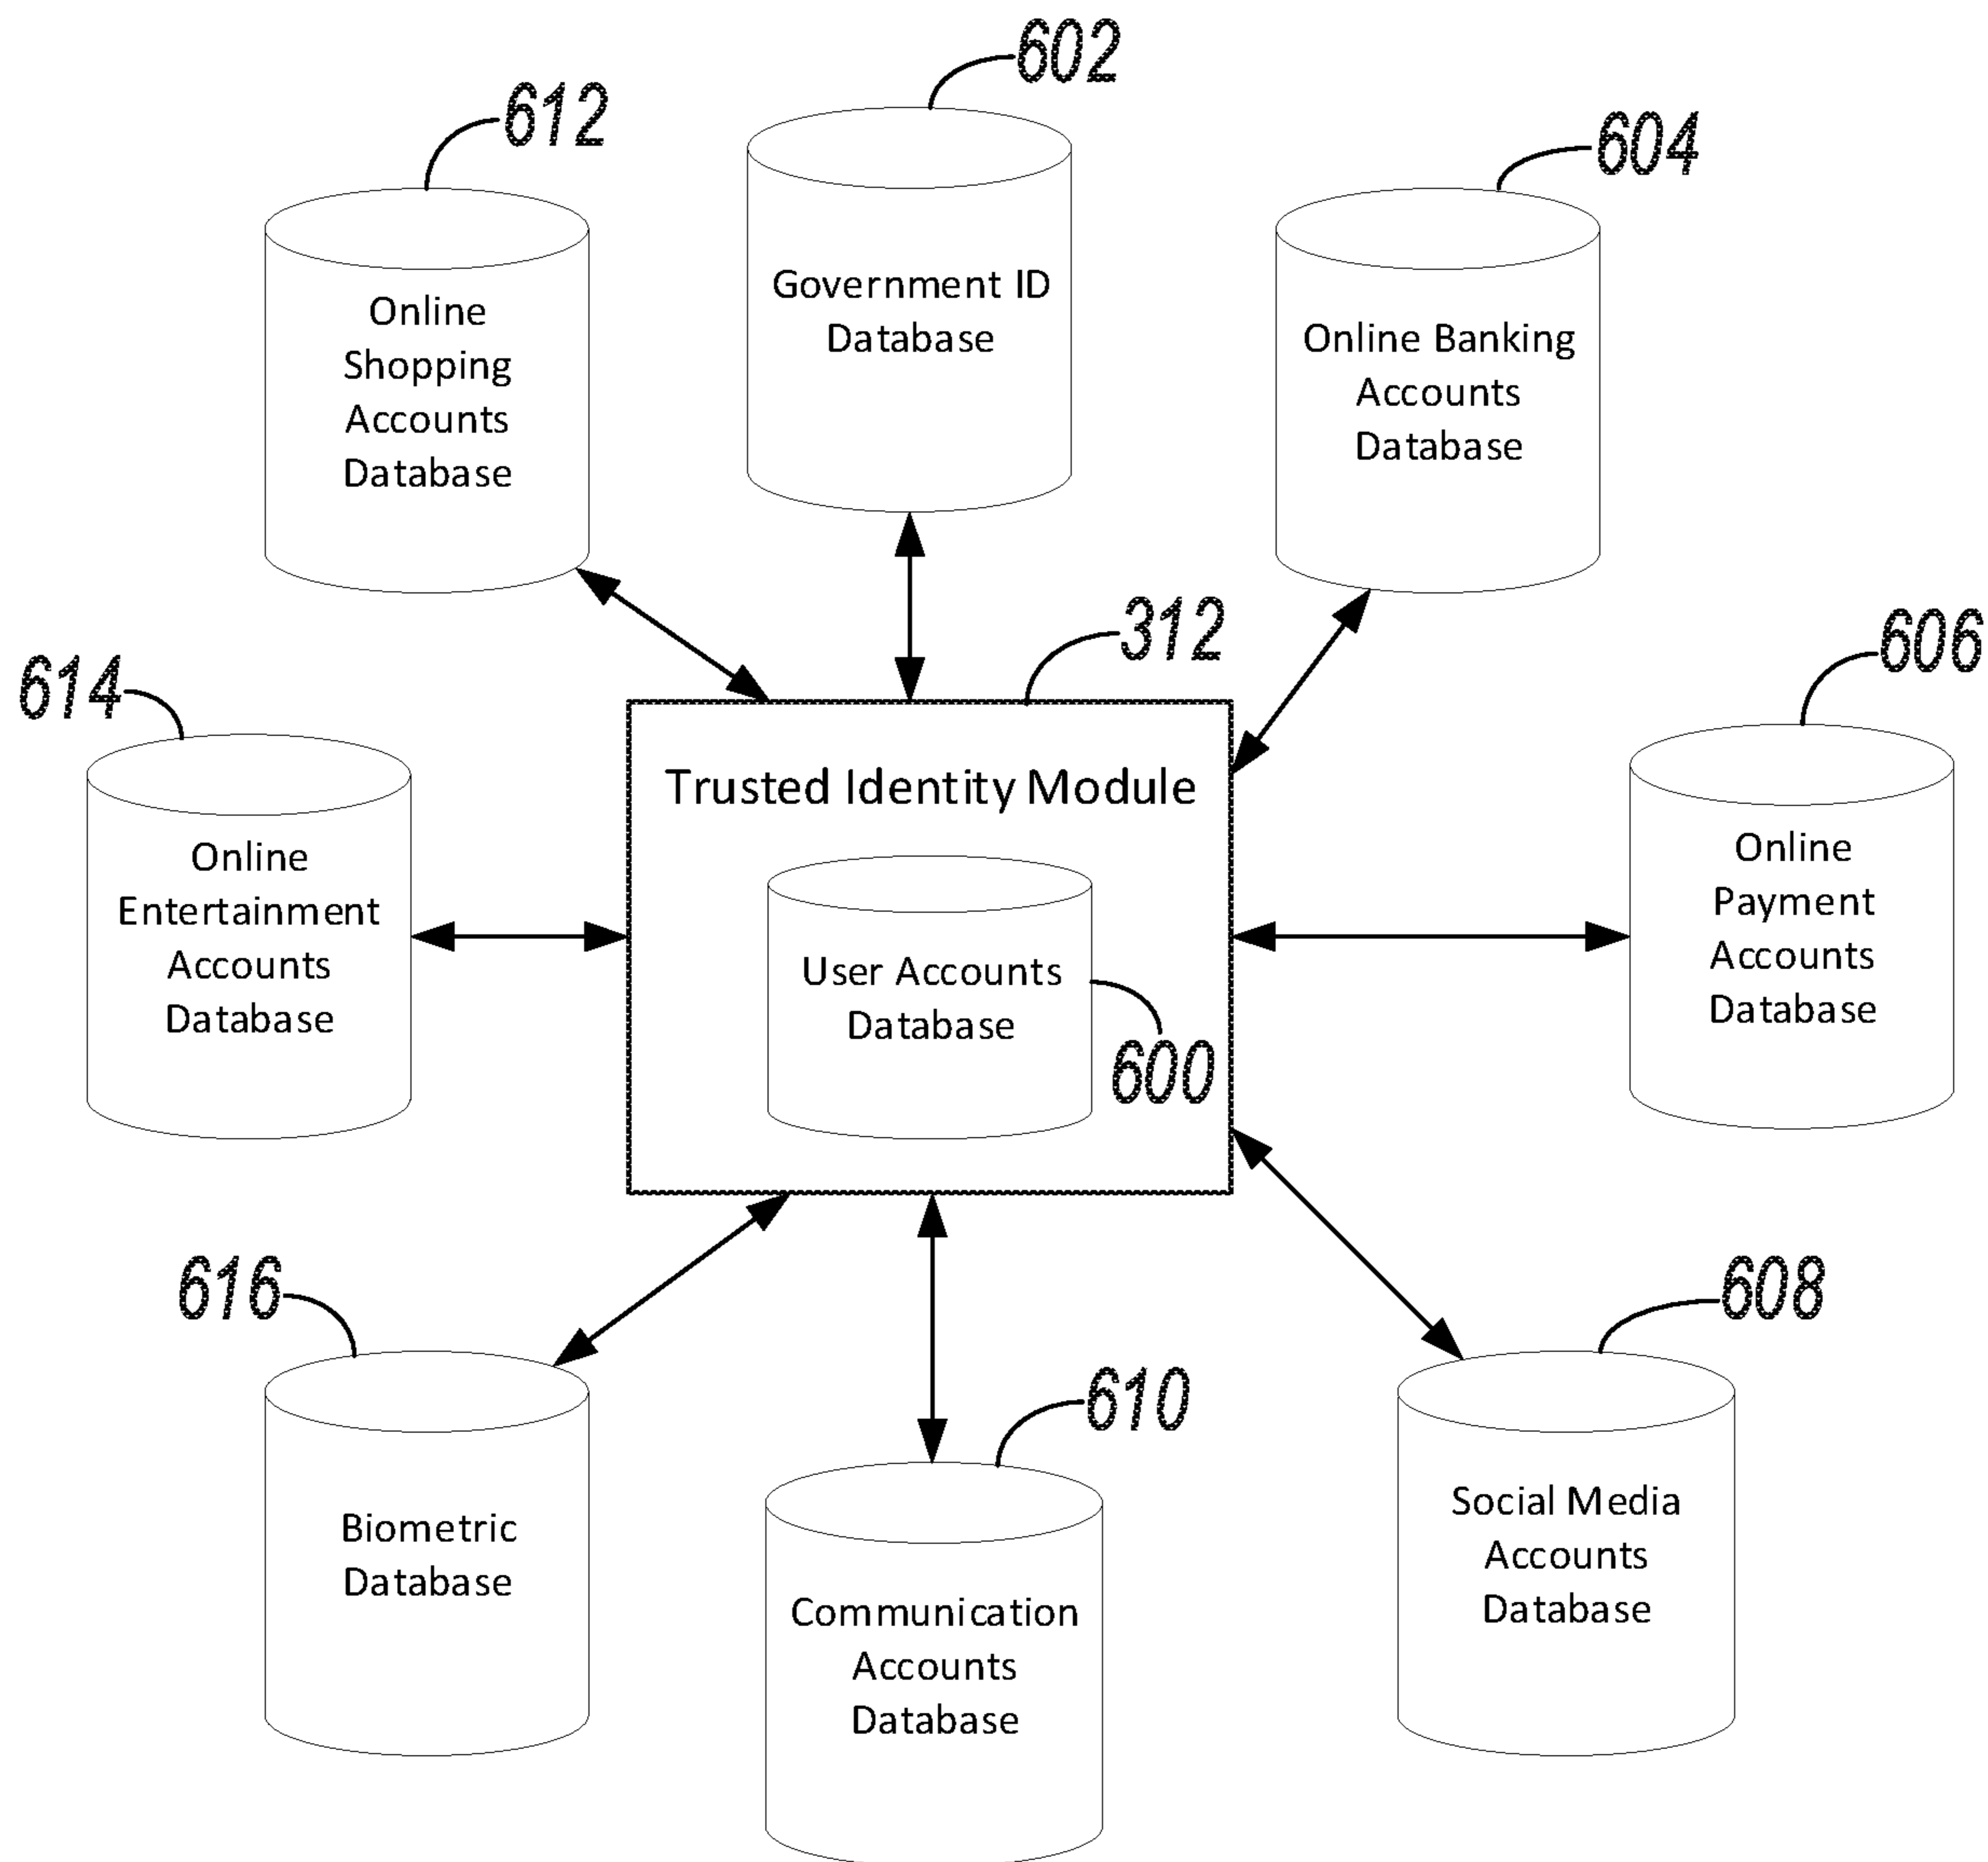 602
612
604
Government ID
Database
Online
Shopping
Accounts
Database
Online Banking
Accounts
Database
312
606
614
Trusted Identity Module
Online
Entertainment
Accounts
Database
Online
Payment
Accounts
Database
User Accounts
Database
600
616
608
610
Biometric
Database
Social Media
Accounts
Database
Communication
Accounts
Database